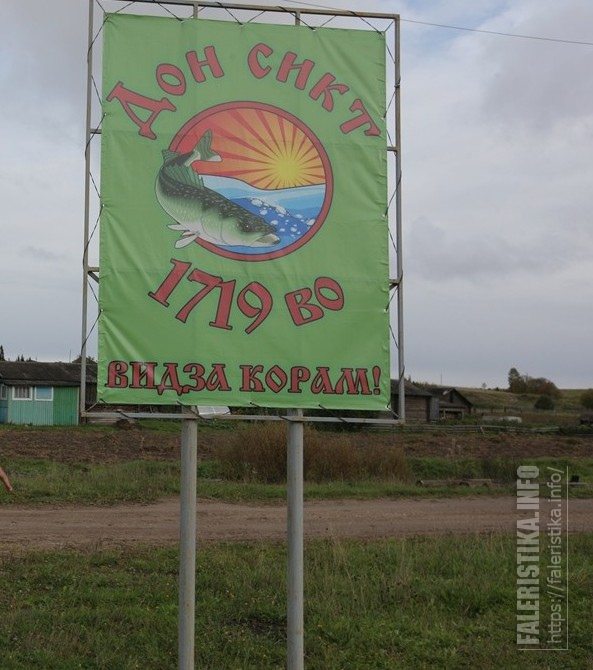 Дон сикт
1719 во
ВИДЗА КОРАМ!
FALERISTIKA.INFO
https://faleristika.info/